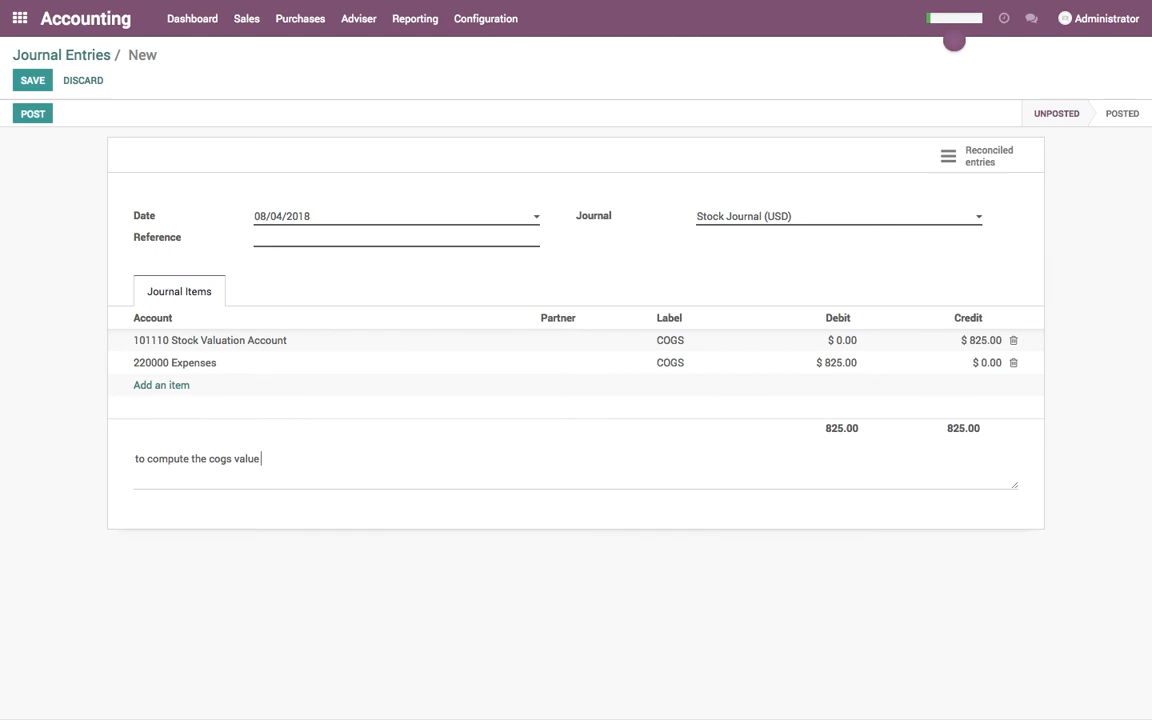 Accounting Dashboard Sales Purchases Adviser Reporting Configuration Administrator
Journal Entries / New
SAVE DISCARD
POST UNPOSTED POSTED
Reconciled
entries
Date 08/04/2018 Journal Stock Journal (USD)
Reference
Journal Items
Account Partner Label Debit Credit
101110 Stock Valuation Account COGS $ 0.00 $ 825.00
220000 Expenses COGS $ 825.00 $ 0.00
Add an item
825.00 825.00
to compute the cogs value